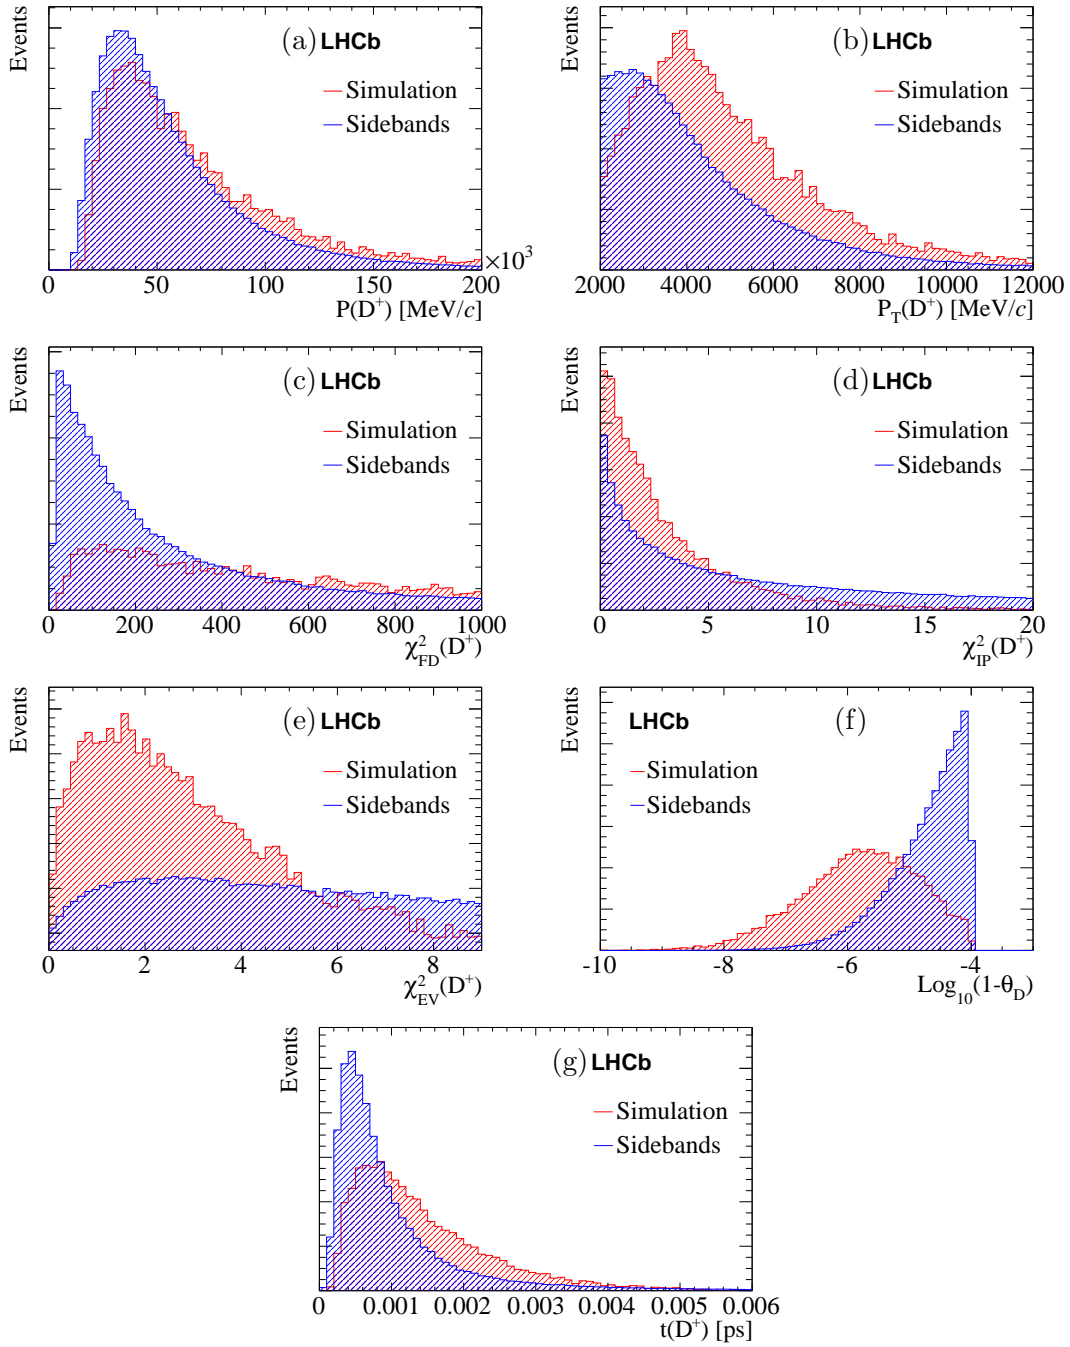 Events
(a) LHCb
Simulation
Sidebands
0 50 100 150 200
×10³
P(D⁺) [MeV/c]
Events
(b) LHCb
Simulation
Sidebands
2000 4000 6000 8000 10000 12000
P_T(D⁺) [MeV/c]
Events
(c) LHCb
Simulation
Sidebands
0 200 400 600 800 1000
χ²_FD(D⁺)
Events
(d) LHCb
Simulation
Sidebands
0 5 10 15 20
χ²_IP(D⁺)
Events
(e) LHCb
Simulation
Sidebands
0 2 4 6 8
χ²_EV(D⁺)
Events
LHCb (f)
Simulation
Sidebands
-10 -8 -6 -4
Log₁₀(1-θ_D)
Events
(g) LHCb
Simulation
Sidebands
0 0.001 0.002 0.003 0.004 0.005 0.006
t(D⁺) [ps]